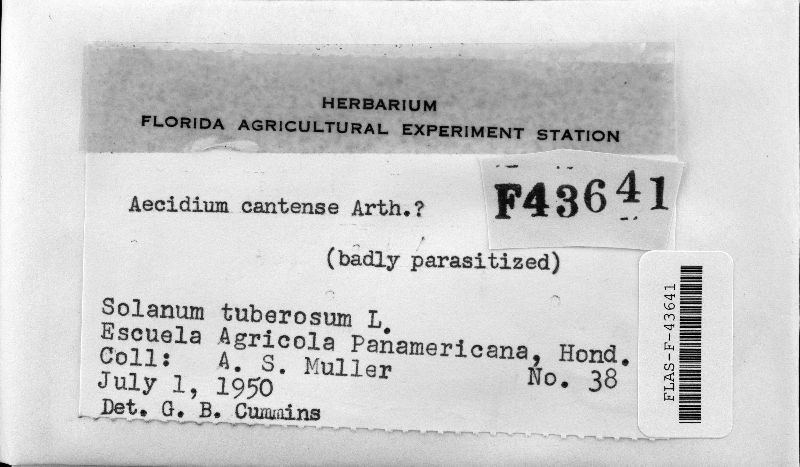 HERBARIUM
FLORIDA AGRICULTURAL EXPERIMENT STATION
F43641
Aecidium cantense Arth.?
(badly parasitized)
Solanum tuberosum L.
Escuela Agricola Panamericana, Hond.
Coll: A. S. Muller No. 38
July 1, 1950
Det. G. B. Cummins
FLAS-F-43641